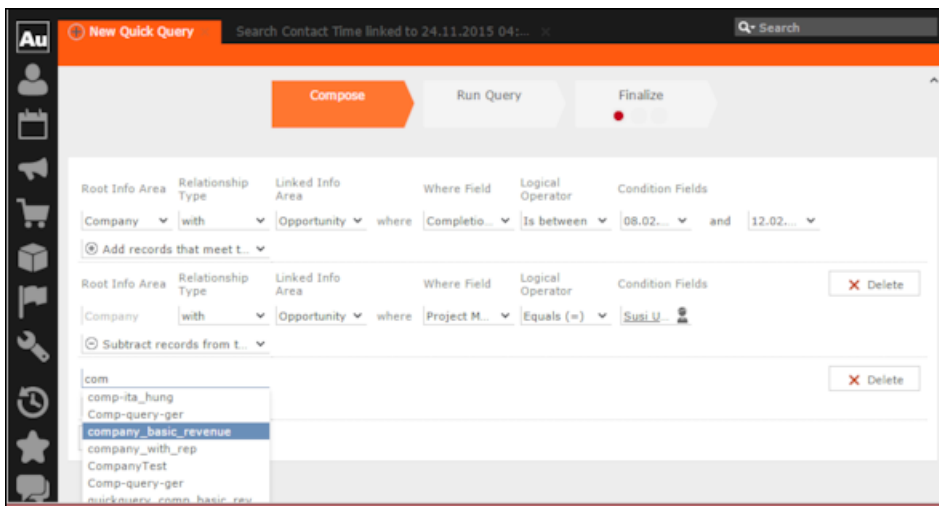 Au
New Quick Query
Search Contact Time linked to 24.11.2015 04:...
Search
Compose
Run Query
Finalize
Root Info Area
Relationship Type
Linked Info Area
Where Field
Logical Operator
Condition Fields
Company
with
Opportunity
where
Completio...
Is between
08.02....
and
12.02....
Add records that meet t...
Root Info Area
Relationship Type
Linked Info Area
Where Field
Logical Operator
Condition Fields
Delete
Company
with
Opportunity
where
Project M...
Equals (=)
Susi U...
Subtract records from t...
com
Delete
comp-ita_hung
Comp-query-ger
company_basic_revenue
company_with_rep
CompanyTest
Comp-query-ger
quickquery_comp_basic_rev